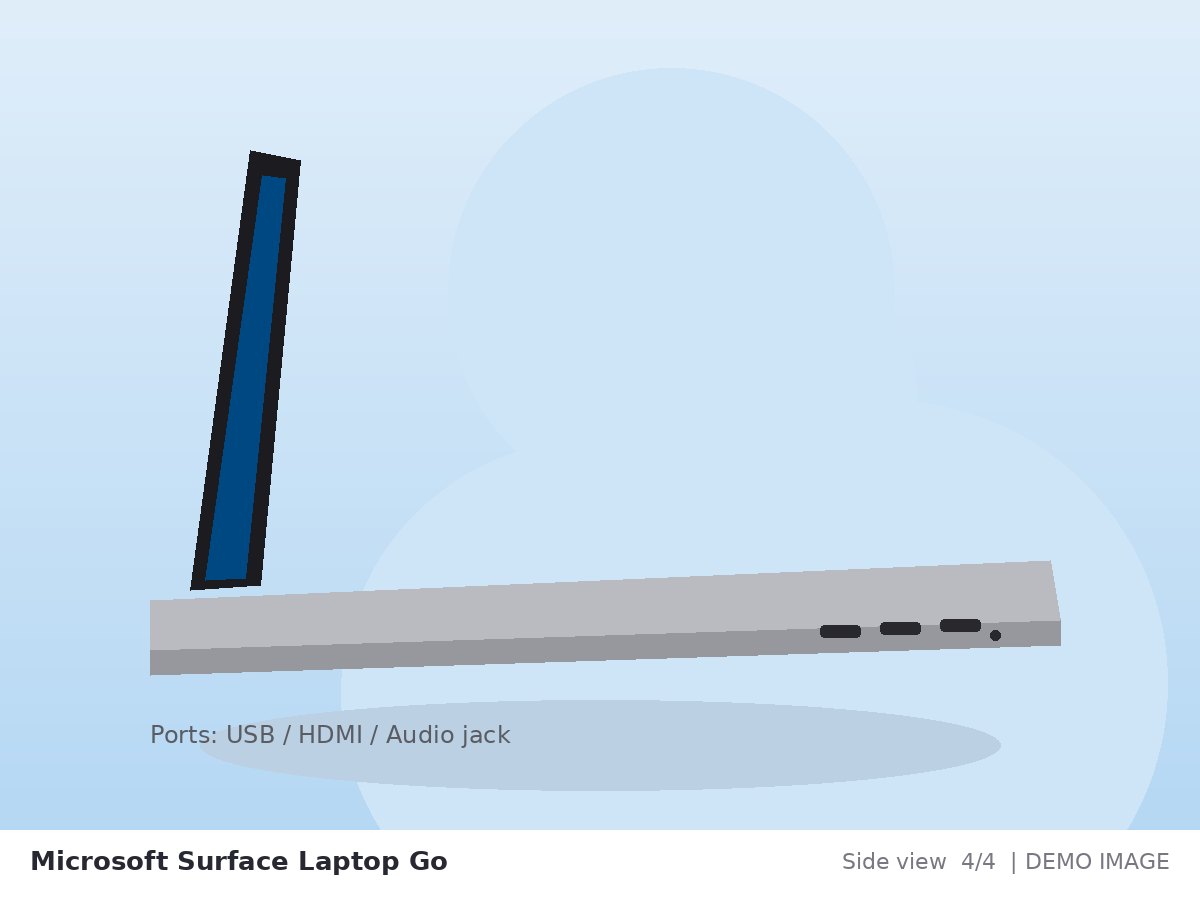 Ports: USB / HDMI / Audio jack
Microsoft Surface Laptop Go
Side view 4/4 | DEMO IMAGE